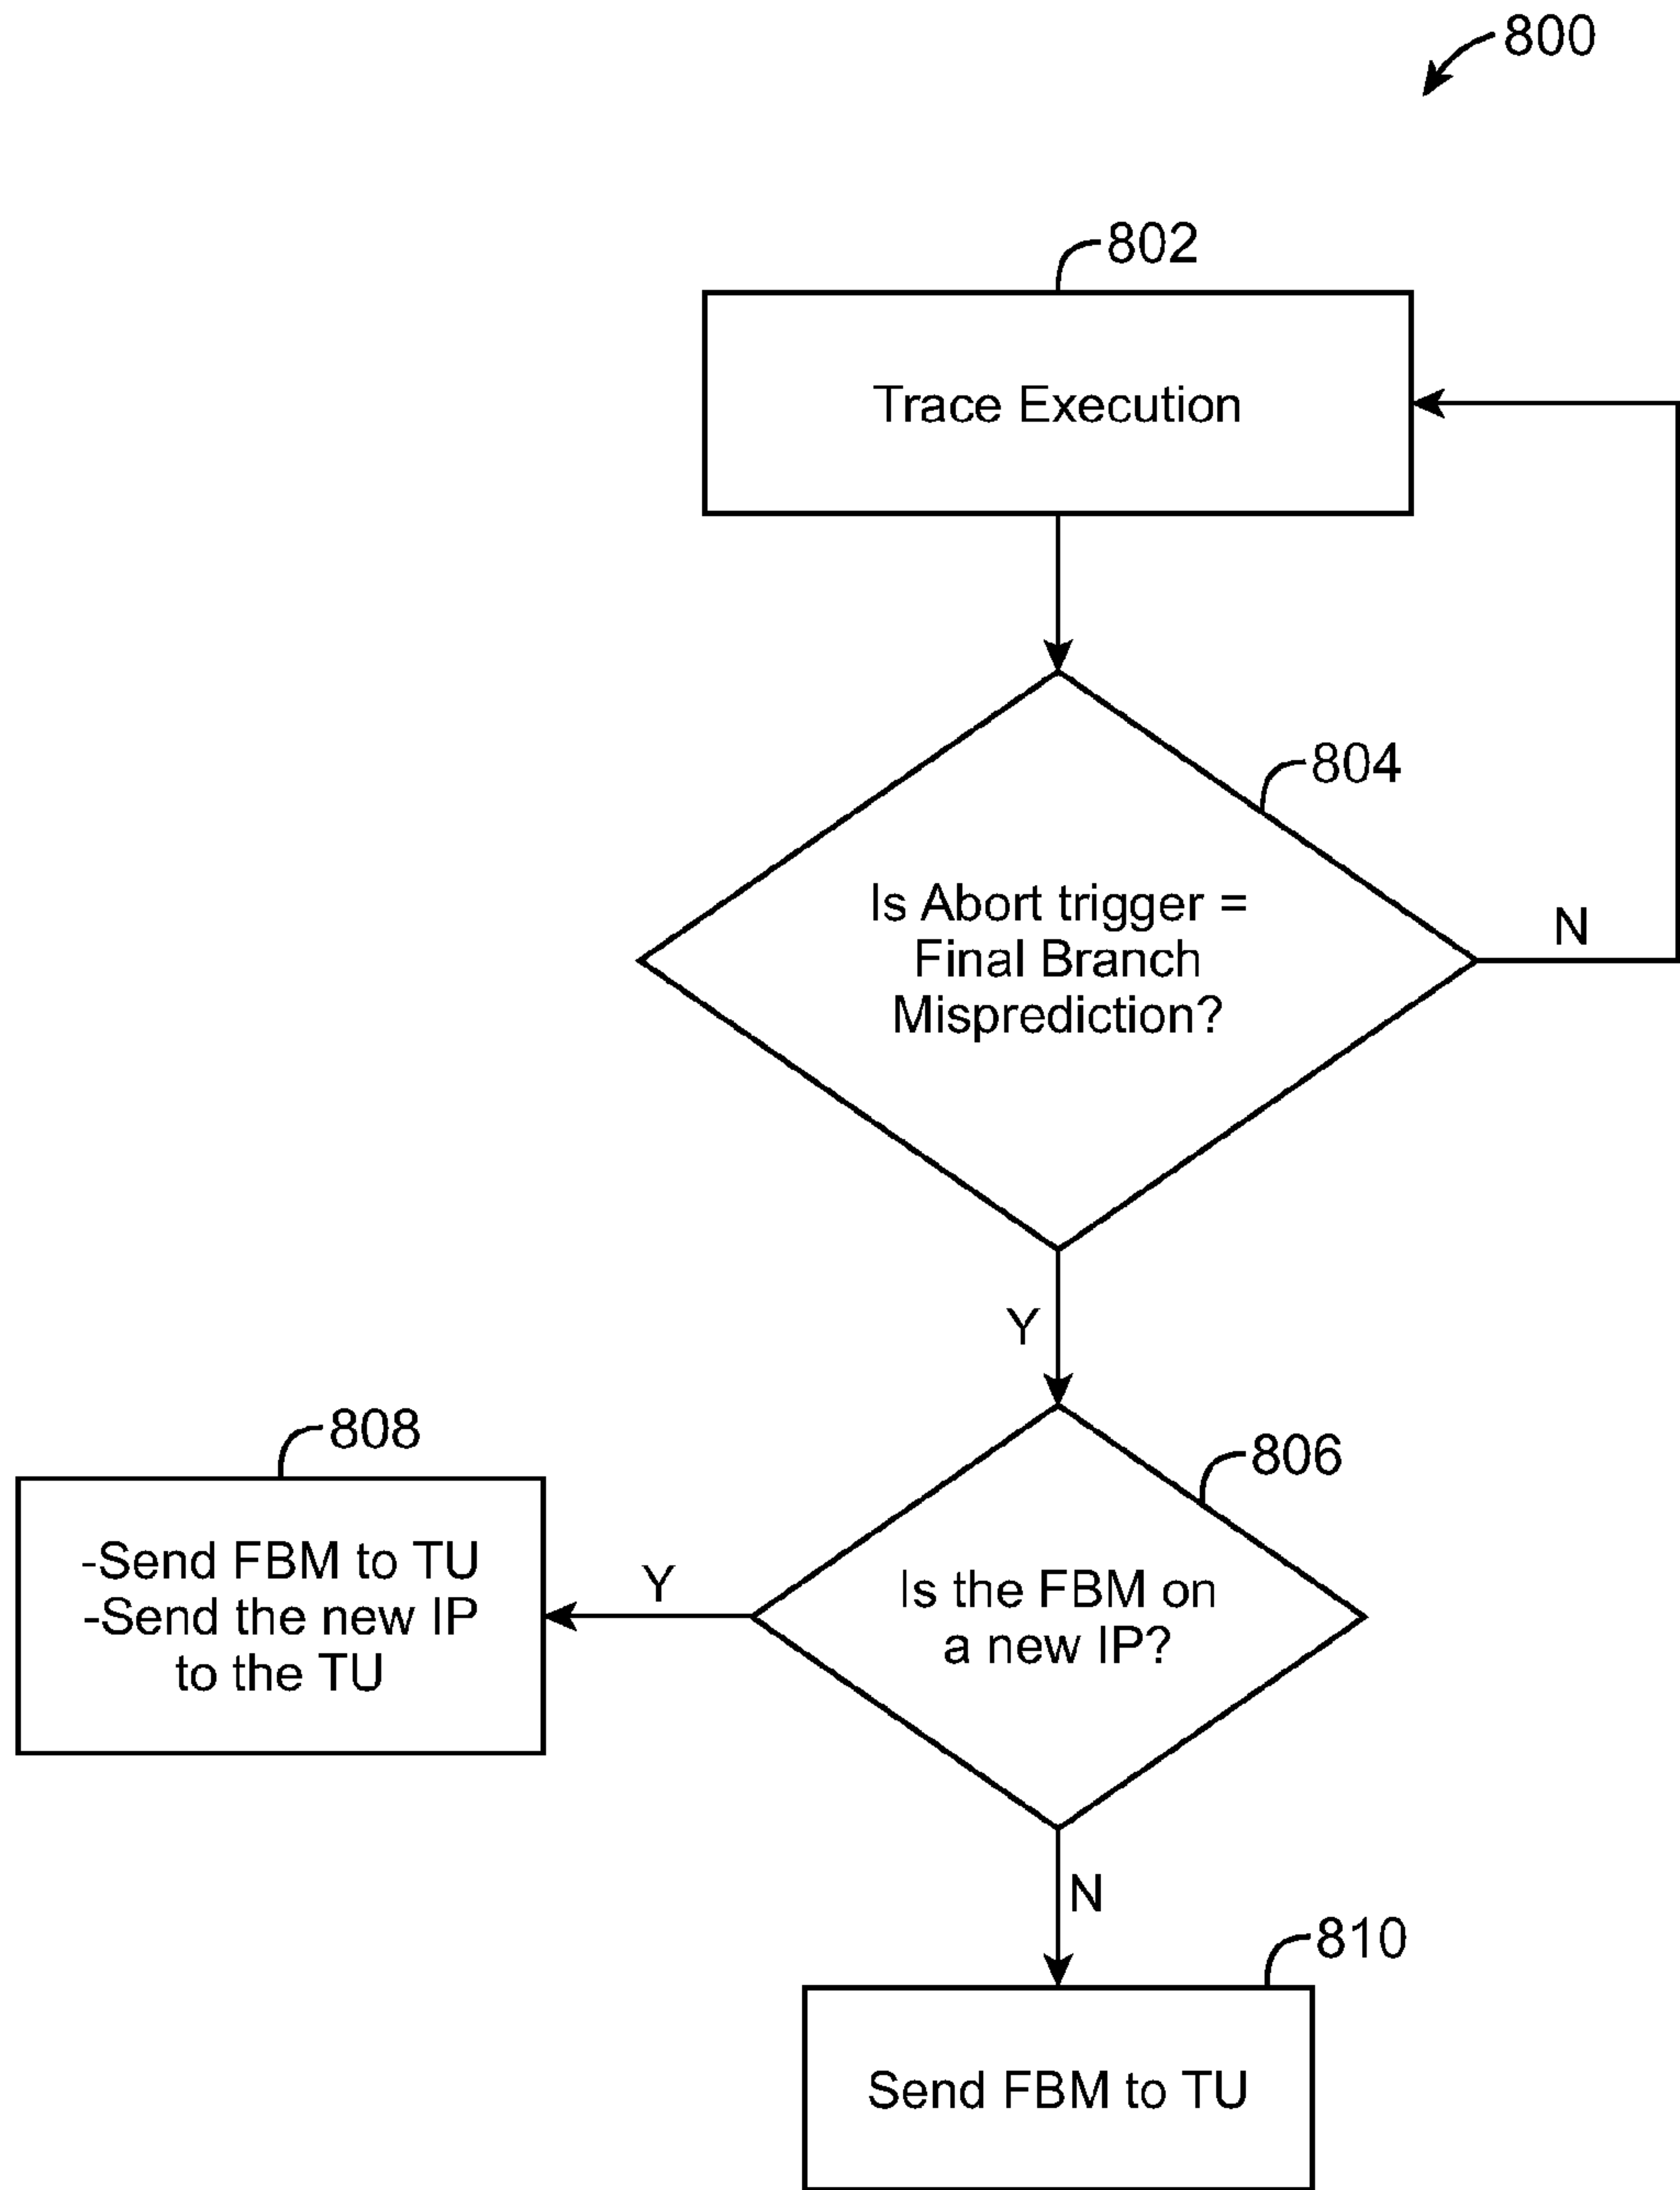 800
802
Trace Execution
804
Is Abort trigger =
Final Branch
Misprediction?
N
Y
806
Is the FBM on
a new IP?
Y
808
-Send FBM to TU
-Send the new IP
to the TU
N
810
Send FBM to TU